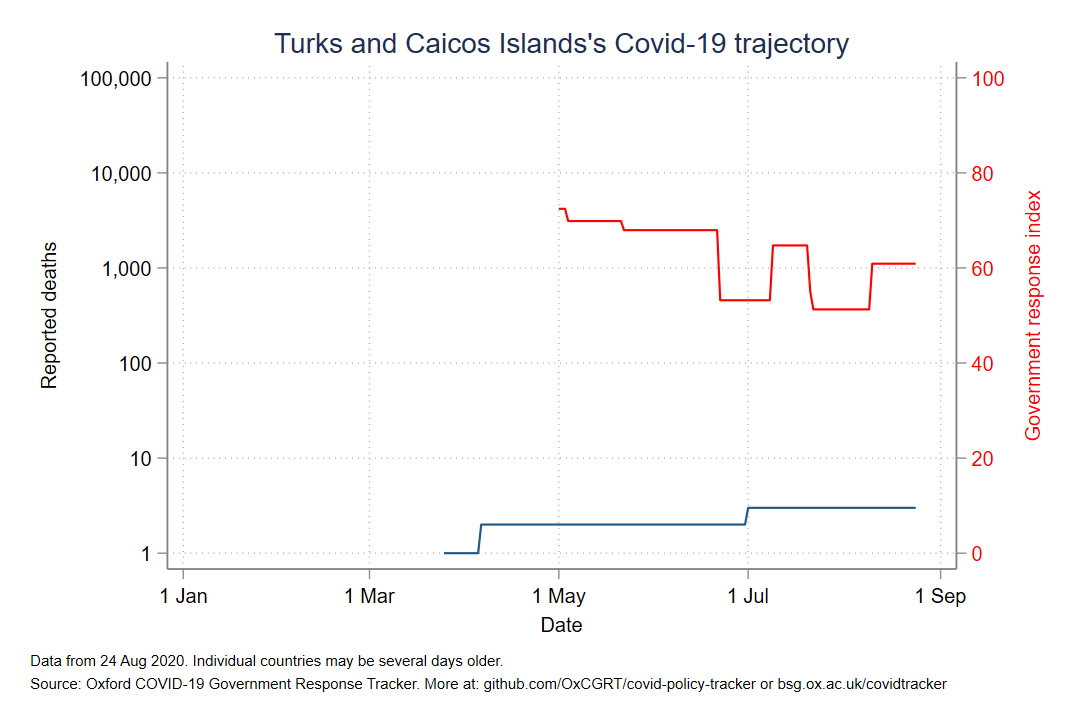 Turks and Caicos Islands's Covid-19 trajectory
100,000
10,000
1,000
100
10
1
Reported deaths
100
80
60
40
20
0
Government response index
1 Jan
1 Mar
1 May
1 Jul
1 Sep
Date
Data from 24 Aug 2020. Individual countries may be several days older.
Source: Oxford COVID-19 Government Response Tracker. More at: github.com/OxCGRT/covid-policy-tracker or bsg.ox.ac.uk/covidtracker